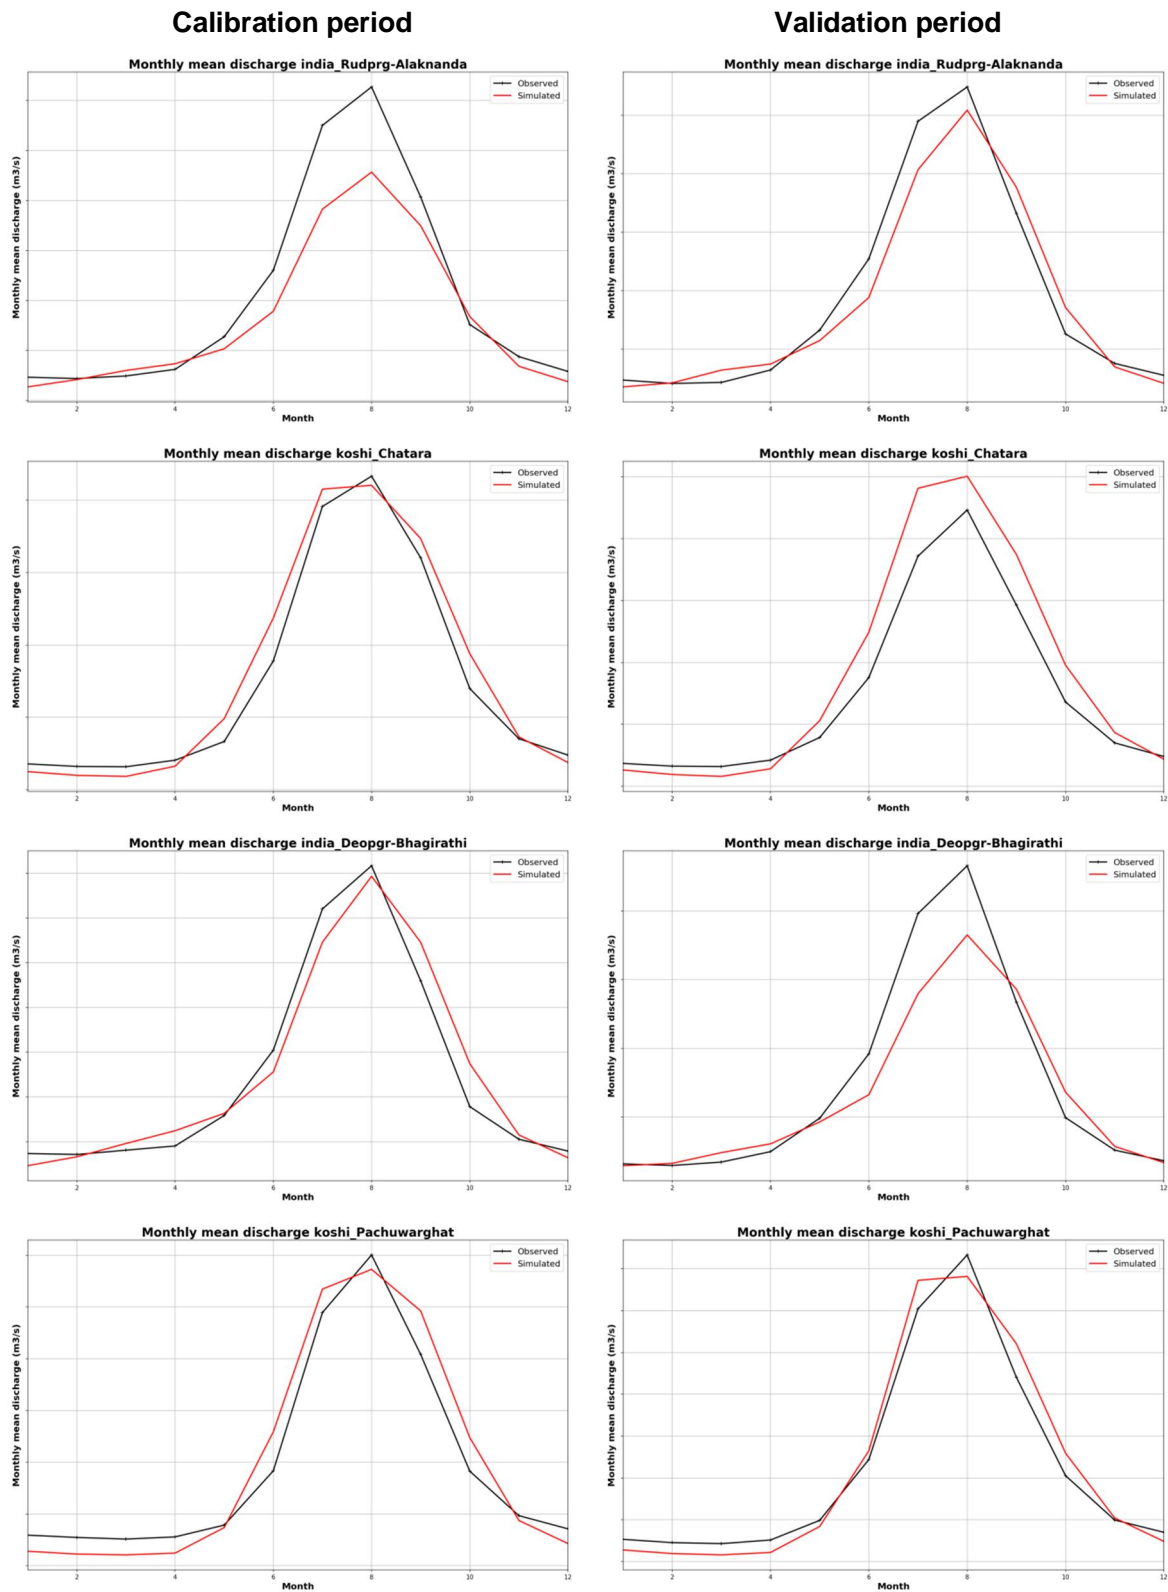 Calibration period
Validation period
Monthly mean discharge india_Rudprg-Alaknanda
Monthly mean discharge (m3/s)
Observed
Simulated
2
4
6
8
10
12
Month
Monthly mean discharge india_Rudprg-Alaknanda
Monthly mean discharge (m3/s)
Observed
Simulated
2
4
6
8
10
12
Month
Monthly mean discharge koshi_Chatara
Monthly mean discharge (m3/s)
Observed
Simulated
2
4
6
8
10
12
Month
Monthly mean discharge koshi_Chatara
Monthly mean discharge (m3/s)
Observed
Simulated
2
4
6
8
10
12
Month
Monthly mean discharge india_Deopgr-Bhagirathi
Monthly mean discharge (m3/s)
Observed
Simulated
2
4
6
8
10
12
Month
Monthly mean discharge india_Deopgr-Bhagirathi
Monthly mean discharge (m3/s)
Observed
Simulated
2
4
6
8
10
12
Month
Monthly mean discharge koshi_Pachuwarghat
Monthly mean discharge (m3/s)
Observed
Simulated
2
4
6
8
10
12
Month
Monthly mean discharge koshi_Pachuwarghat
Monthly mean discharge (m3/s)
Observed
Simulated
2
4
6
8
10
12
Month